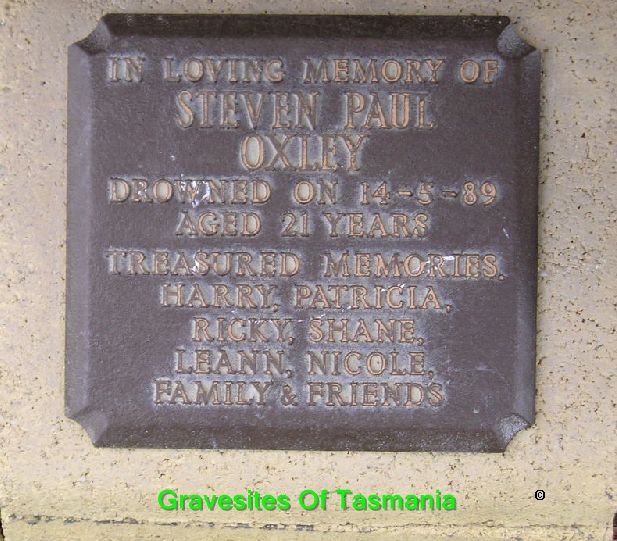 IN LOVING MEMORY OF
STEVEN PAUL
OXLEY
DROWNED ON 14-5-89
AGED 21 YEARS
TREASURED MEMORIES,
HARRY, PATRICIA,
RICKY, SHANE,
LEANN, NICOLE,
FAMILY & FRIENDS
Gravesites Of Tasmania ©